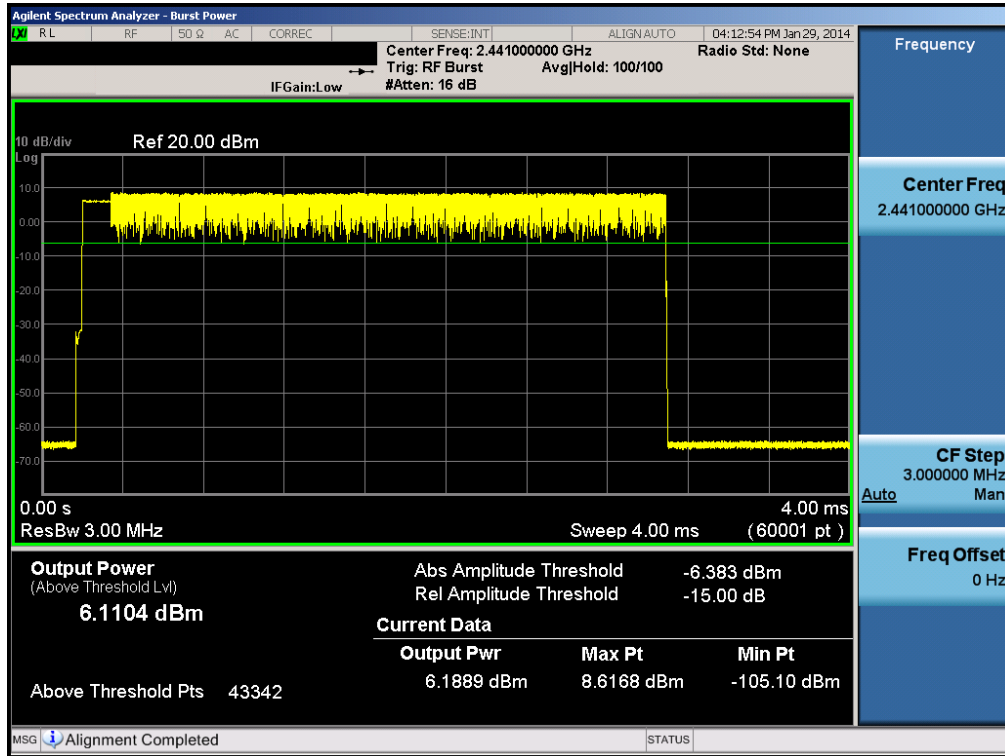 Agilent Spectrum Analyzer - Burst Power
LXI RL RF 50 Ω AC CORREC SENSE:INT ALIGN AUTO 04:12:54 PM Jan 29, 2014
Center Freq: 2.441000000 GHz Radio Std: None
Trig: RF Burst Avg|Hold: 100/100
IFGain:Low #Atten: 16 dB
Frequency
10 dB/div Ref 20.00 dBm
Log
10.0
0.00
-10.0
-20.0
-30.0
-40.0
-50.0
-60.0
-70.0
0.00 s 4.00 ms
ResBw 3.00 MHz Sweep 4.00 ms (60001 pt)
Center Freq
2.441000000 GHz
CF Step
3.000000 MHz
Auto Man
Freq Offset
0 Hz
Output Power
(Above Threshold Lvl)
6.1104 dBm
Above Threshold Pts 43342
Abs Amplitude Threshold -6.383 dBm
Rel Amplitude Threshold -15.00 dB
Current Data
Output Pwr Max Pt Min Pt
6.1889 dBm 8.6168 dBm -105.10 dBm
MSG Alignment Completed STATUS